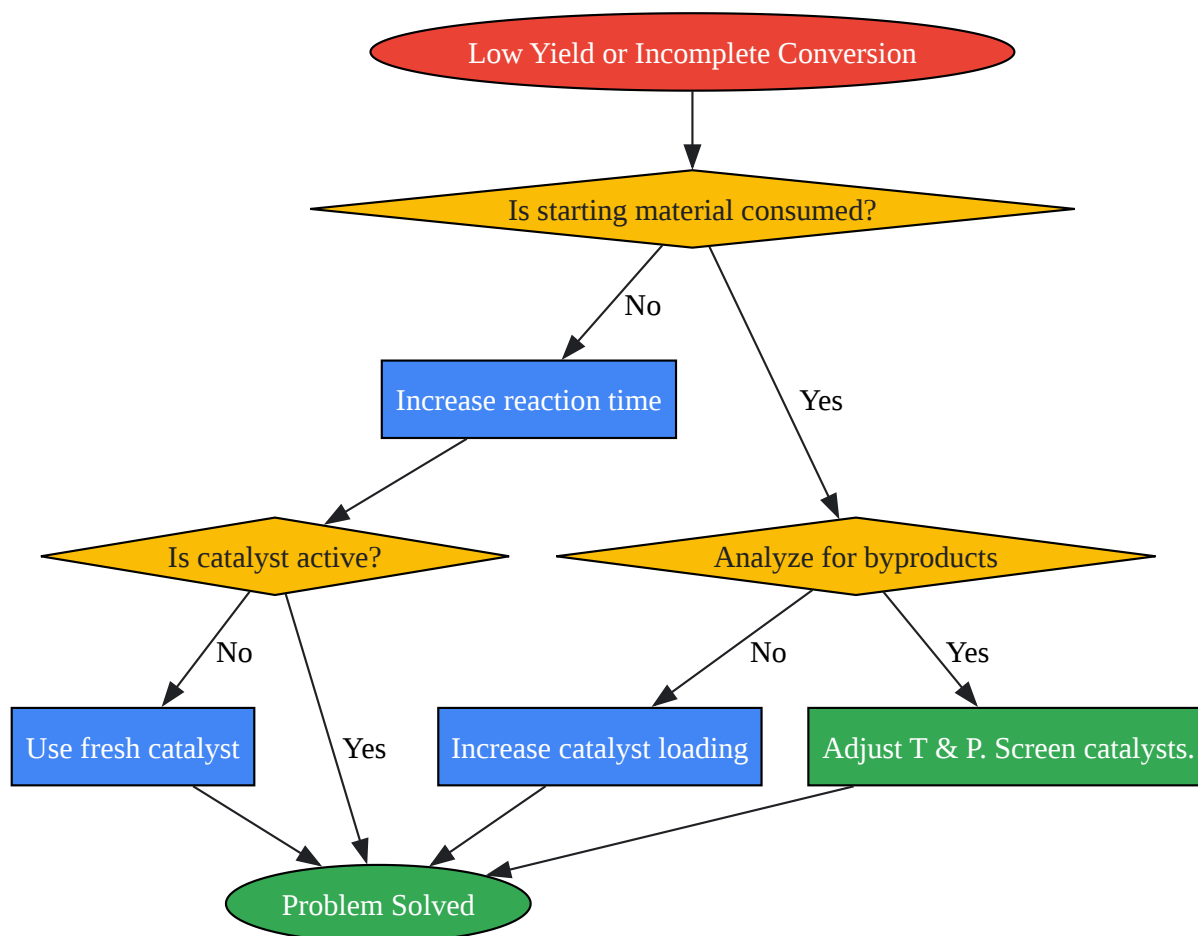 Low Yield or Incomplete Conversion
Is starting material consumed?
No
Increase reaction time
Yes
Is catalyst active?
Analyze for byproducts
No
No
Yes
Use fresh catalyst
Yes
Increase catalyst loading
Adjust T & P. Screen catalysts.
Problem Solved